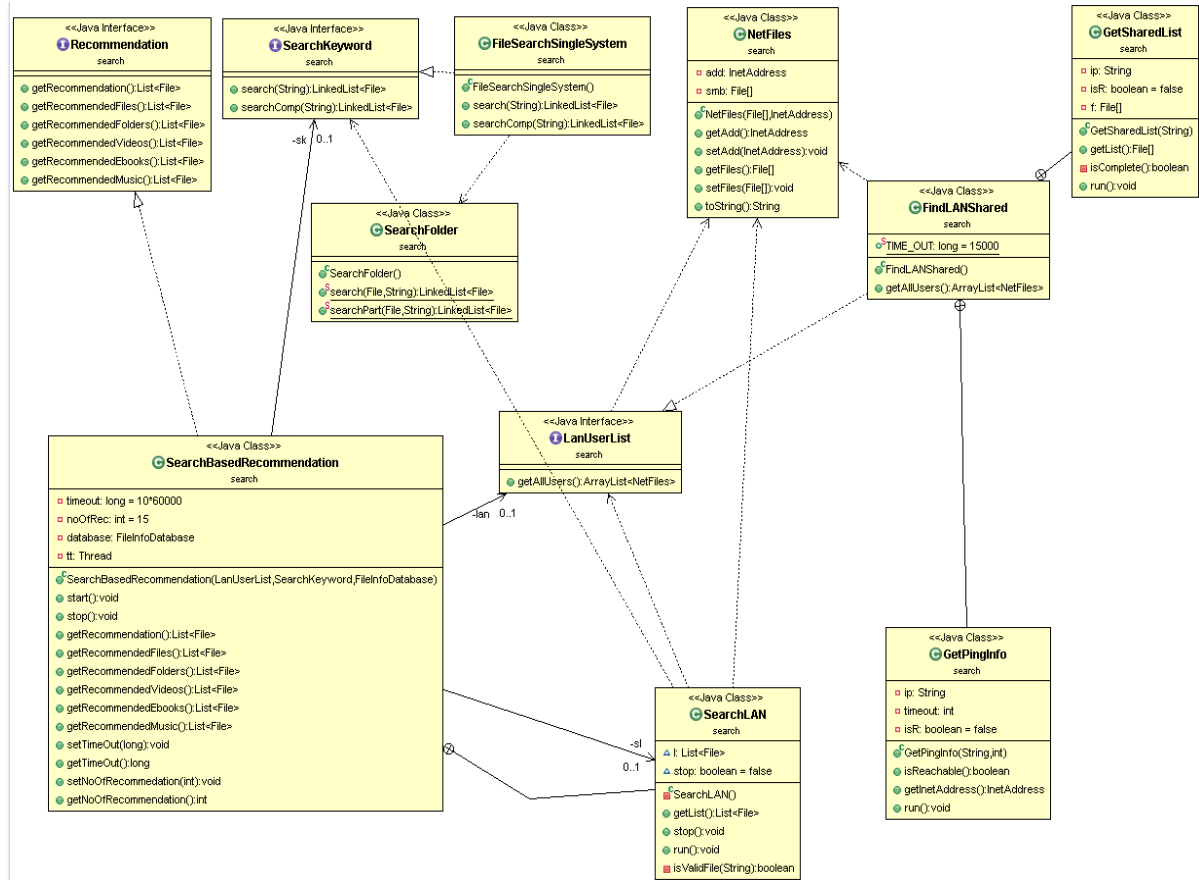 <<Java Interface>>
Recommendation
search
getRecommendation():List<File>
getRecommendedFiles():List<File>
getRecommendedFolders():List<File>
getRecommendedVideos():List<File>
getRecommendedEbooks():List<File>
getRecommendedMusic():List<File>
<<Java Interface>>
SearchKeyword
search
search(String):LinkedList<File>
searchComp(String):LinkedList<File>
<<Java Class>>
FileSearchSingleSystem
search
FileSearchSingleSystem()
search(String):LinkedList<File>
searchComp(String):LinkedList<File>
<<Java Class>>
NetFiles
search
add: InetAddress
smb: File[]
NetFiles(File[],InetAddress)
getAdd():InetAddress
setAdd(InetAddress):void
getFiles():File[]
setFiles(File[]):void
toString():String
<<Java Class>>
GetSharedList
search
ip: String
isR: boolean = false
f: File[]
GetSharedList(String)
getList():File[]
isComplete():boolean
run():void
-sk 0..1
<<Java Class>>
SearchFolder
search
SearchFolder()
search(File,String):LinkedList<File>
searchPart(File,String):LinkedList<File>
<<Java Class>>
FindLANShared
search
TIME_OUT: long = 15000
FindLANShared()
getAllUsers():ArrayList<NetFiles>
<<Java Interface>>
LanUserList
search
getAllUsers():ArrayList<NetFiles>
<<Java Class>>
SearchBasedRecommendation
search
timeout: long = 10*60000
noOfRec: int = 15
database: FileInfoDatabase
tt: Thread
SearchBasedRecommendation(LanUserList,SearchKeyword,FileInfoDatabase)
start():void
stop():void
getRecommendation():List<File>
getRecommendedFiles():List<File>
getRecommendedFolders():List<File>
getRecommendedVideos():List<File>
getRecommendedEbooks():List<File>
getRecommendedMusic():List<File>
setTimeOut(long):void
getTimeOut():long
setNoOfRecommedation(int):void
getNoOfRecommendation():int
-lan 0..1
-sl
0..1
<<Java Class>>
SearchLAN
search
l: List<File>
stop: boolean = false
SearchLAN()
getList():List<File>
stop():void
run():void
isValidFile(String):boolean
<<Java Class>>
GetPingInfo
search
ip: String
timeout: int
isR: boolean = false
GetPingInfo(String,int)
isReachable():boolean
getInetAddress():InetAddress
run():void